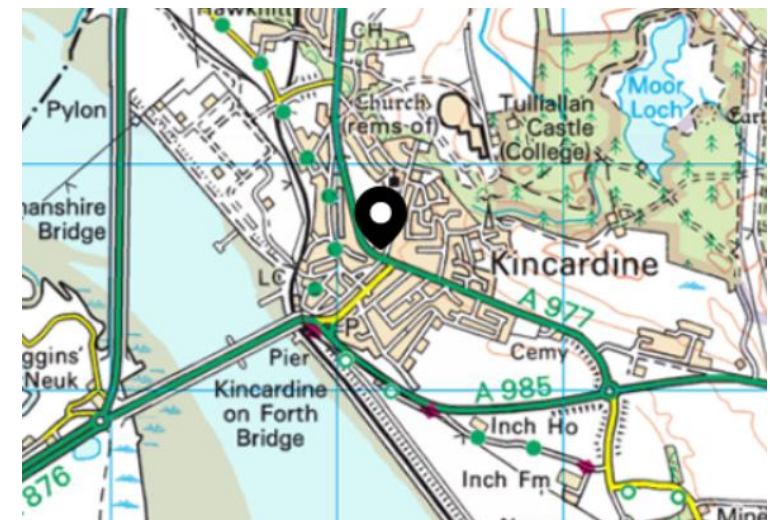 CH
Pylon
Church
(rems of)
Tulliallan
Castle
(College)
Moor
Loch
Bridge
Kincardine
LC
P
A 977
Pier
Cemy
Kincardine
on Forth
Bridge
A 985
Neuk
Inch Ho
Inch Fm
876